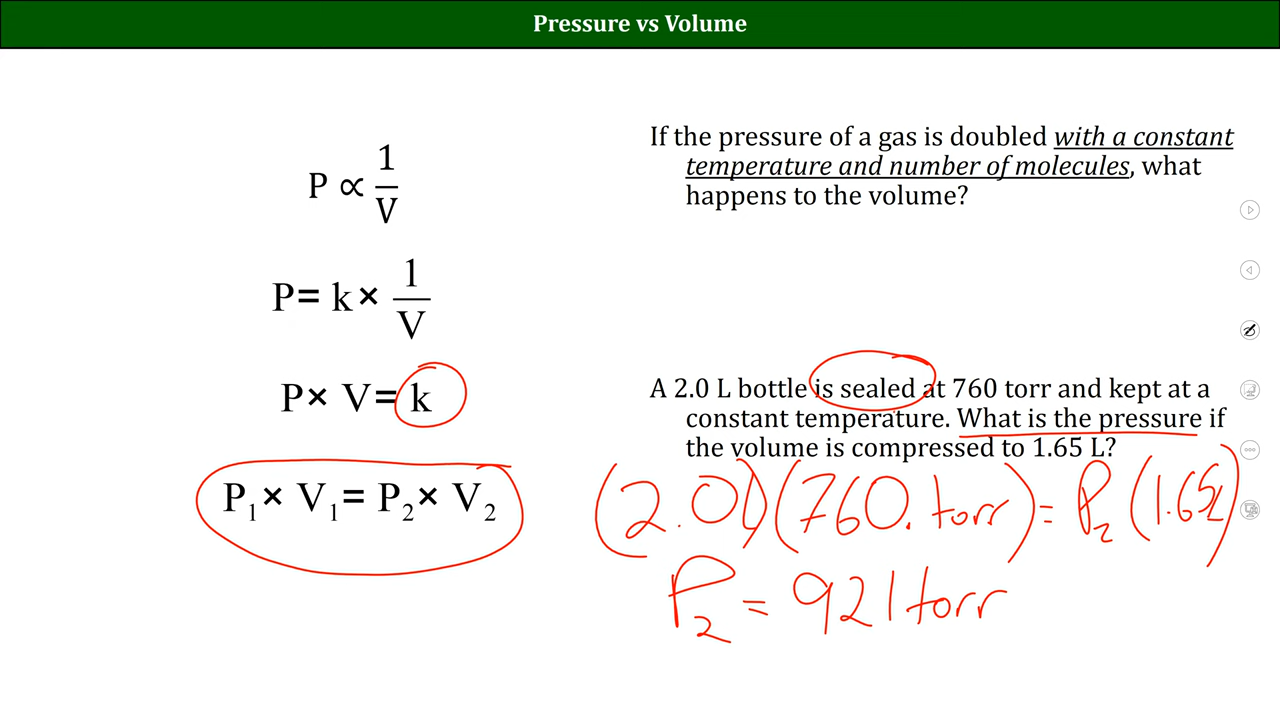 Pressure vs Volume
P ∝ 1/V
P= k× 1/V
P× V= k
P₁× V₁= P₂× V₂
If the pressure of a gas is doubled with a constant
temperature and number of molecules, what
happens to the volume?
A 2.0 L bottle is sealed at 760 torr and kept at a
constant temperature. What is the pressure if
the volume is compressed to 1.65 L?
(2.0L)(760. torr) = P₂ (1.65L)
P₂ = 921 torr